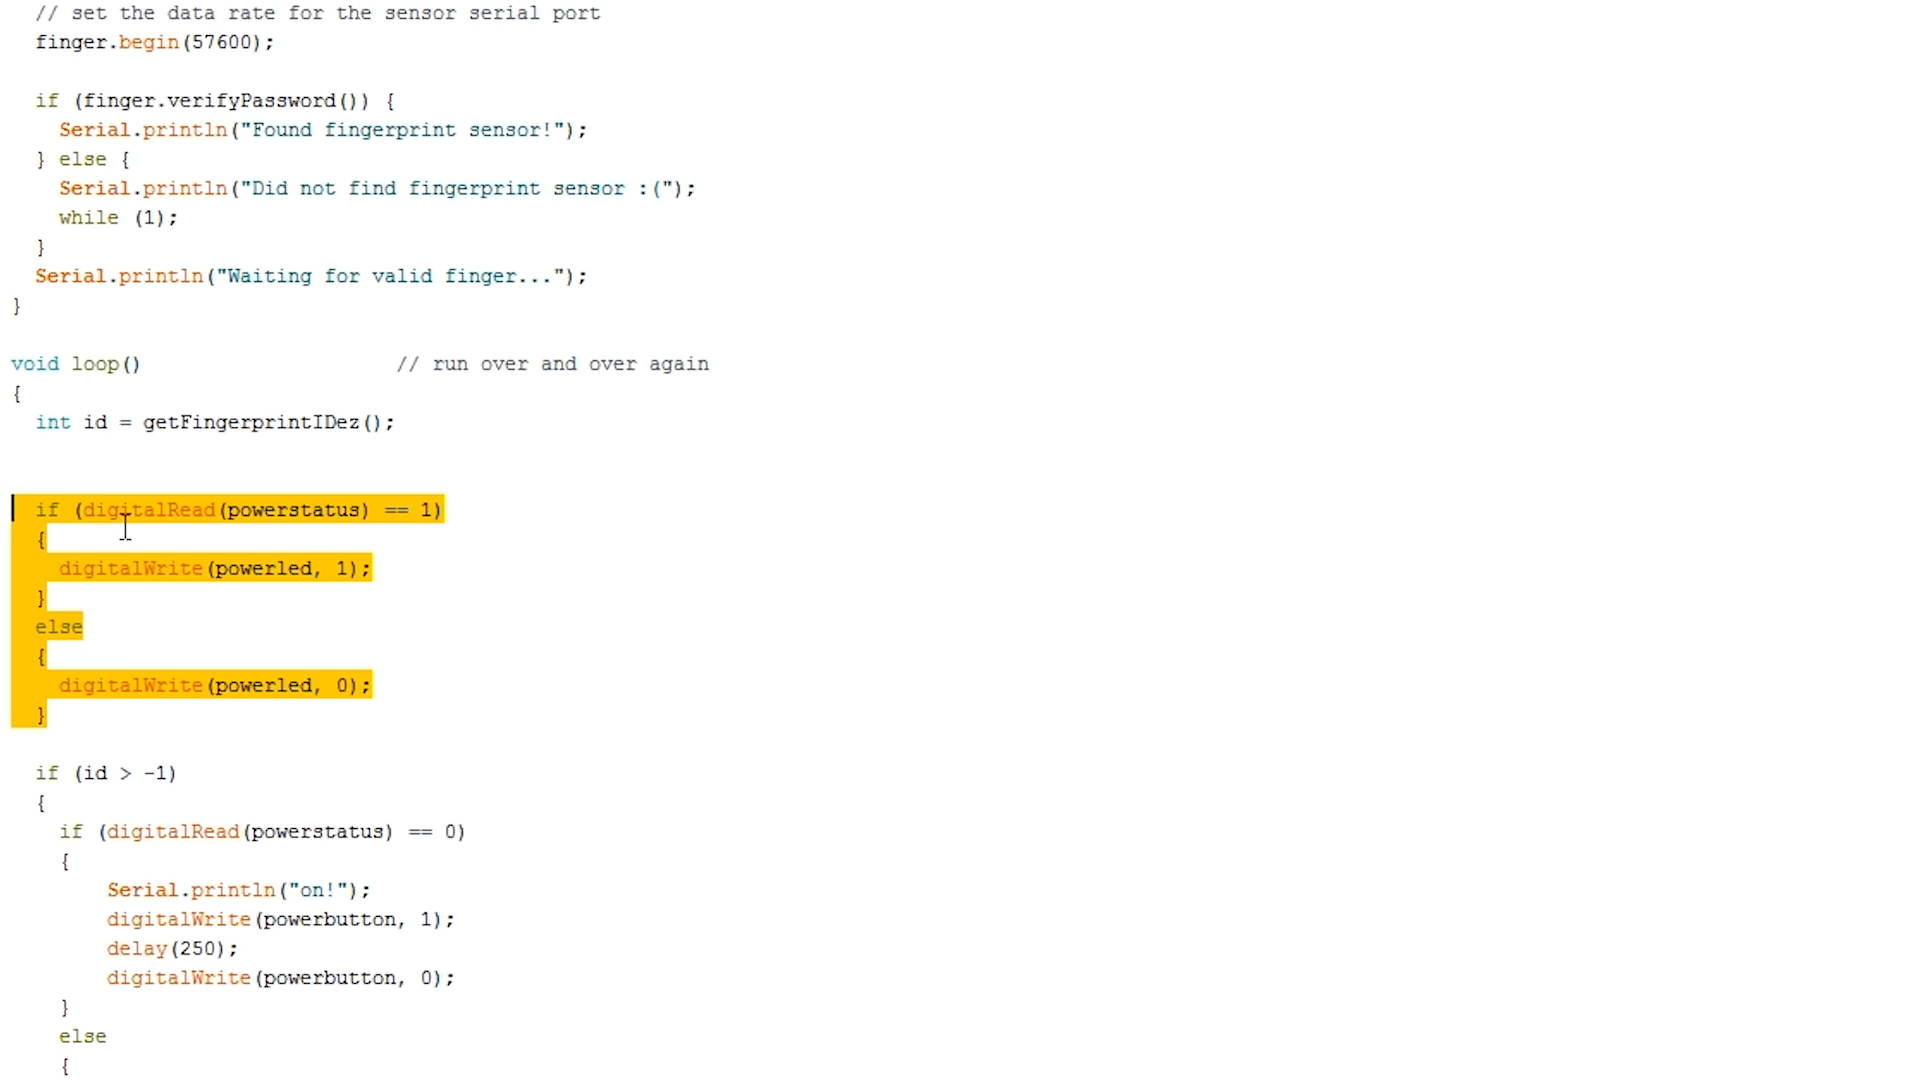 // set the data rate for the sensor serial port
finger.begin(57600);
if (finger.verifyPassword()) {
Serial.println("Found fingerprint sensor!");
} else {
Serial.println("Did not find fingerprint sensor :(");
while (1);
}
Serial.println("Waiting for valid finger...");
}
void loop() // run over and over again
{
int id = getFingerprintIDez();
if (digitalRead(powerstatus) == 1)
{
digitalWrite(powerled, 1);
}
else
{
digitalWrite(powerled, 0);
}
if (id > -1)
{
if (digitalRead(powerstatus) == 0)
{
Serial.println("on!");
digitalWrite(powerbutton, 1);
delay(250);
digitalWrite(powerbutton, 0);
}
else
{